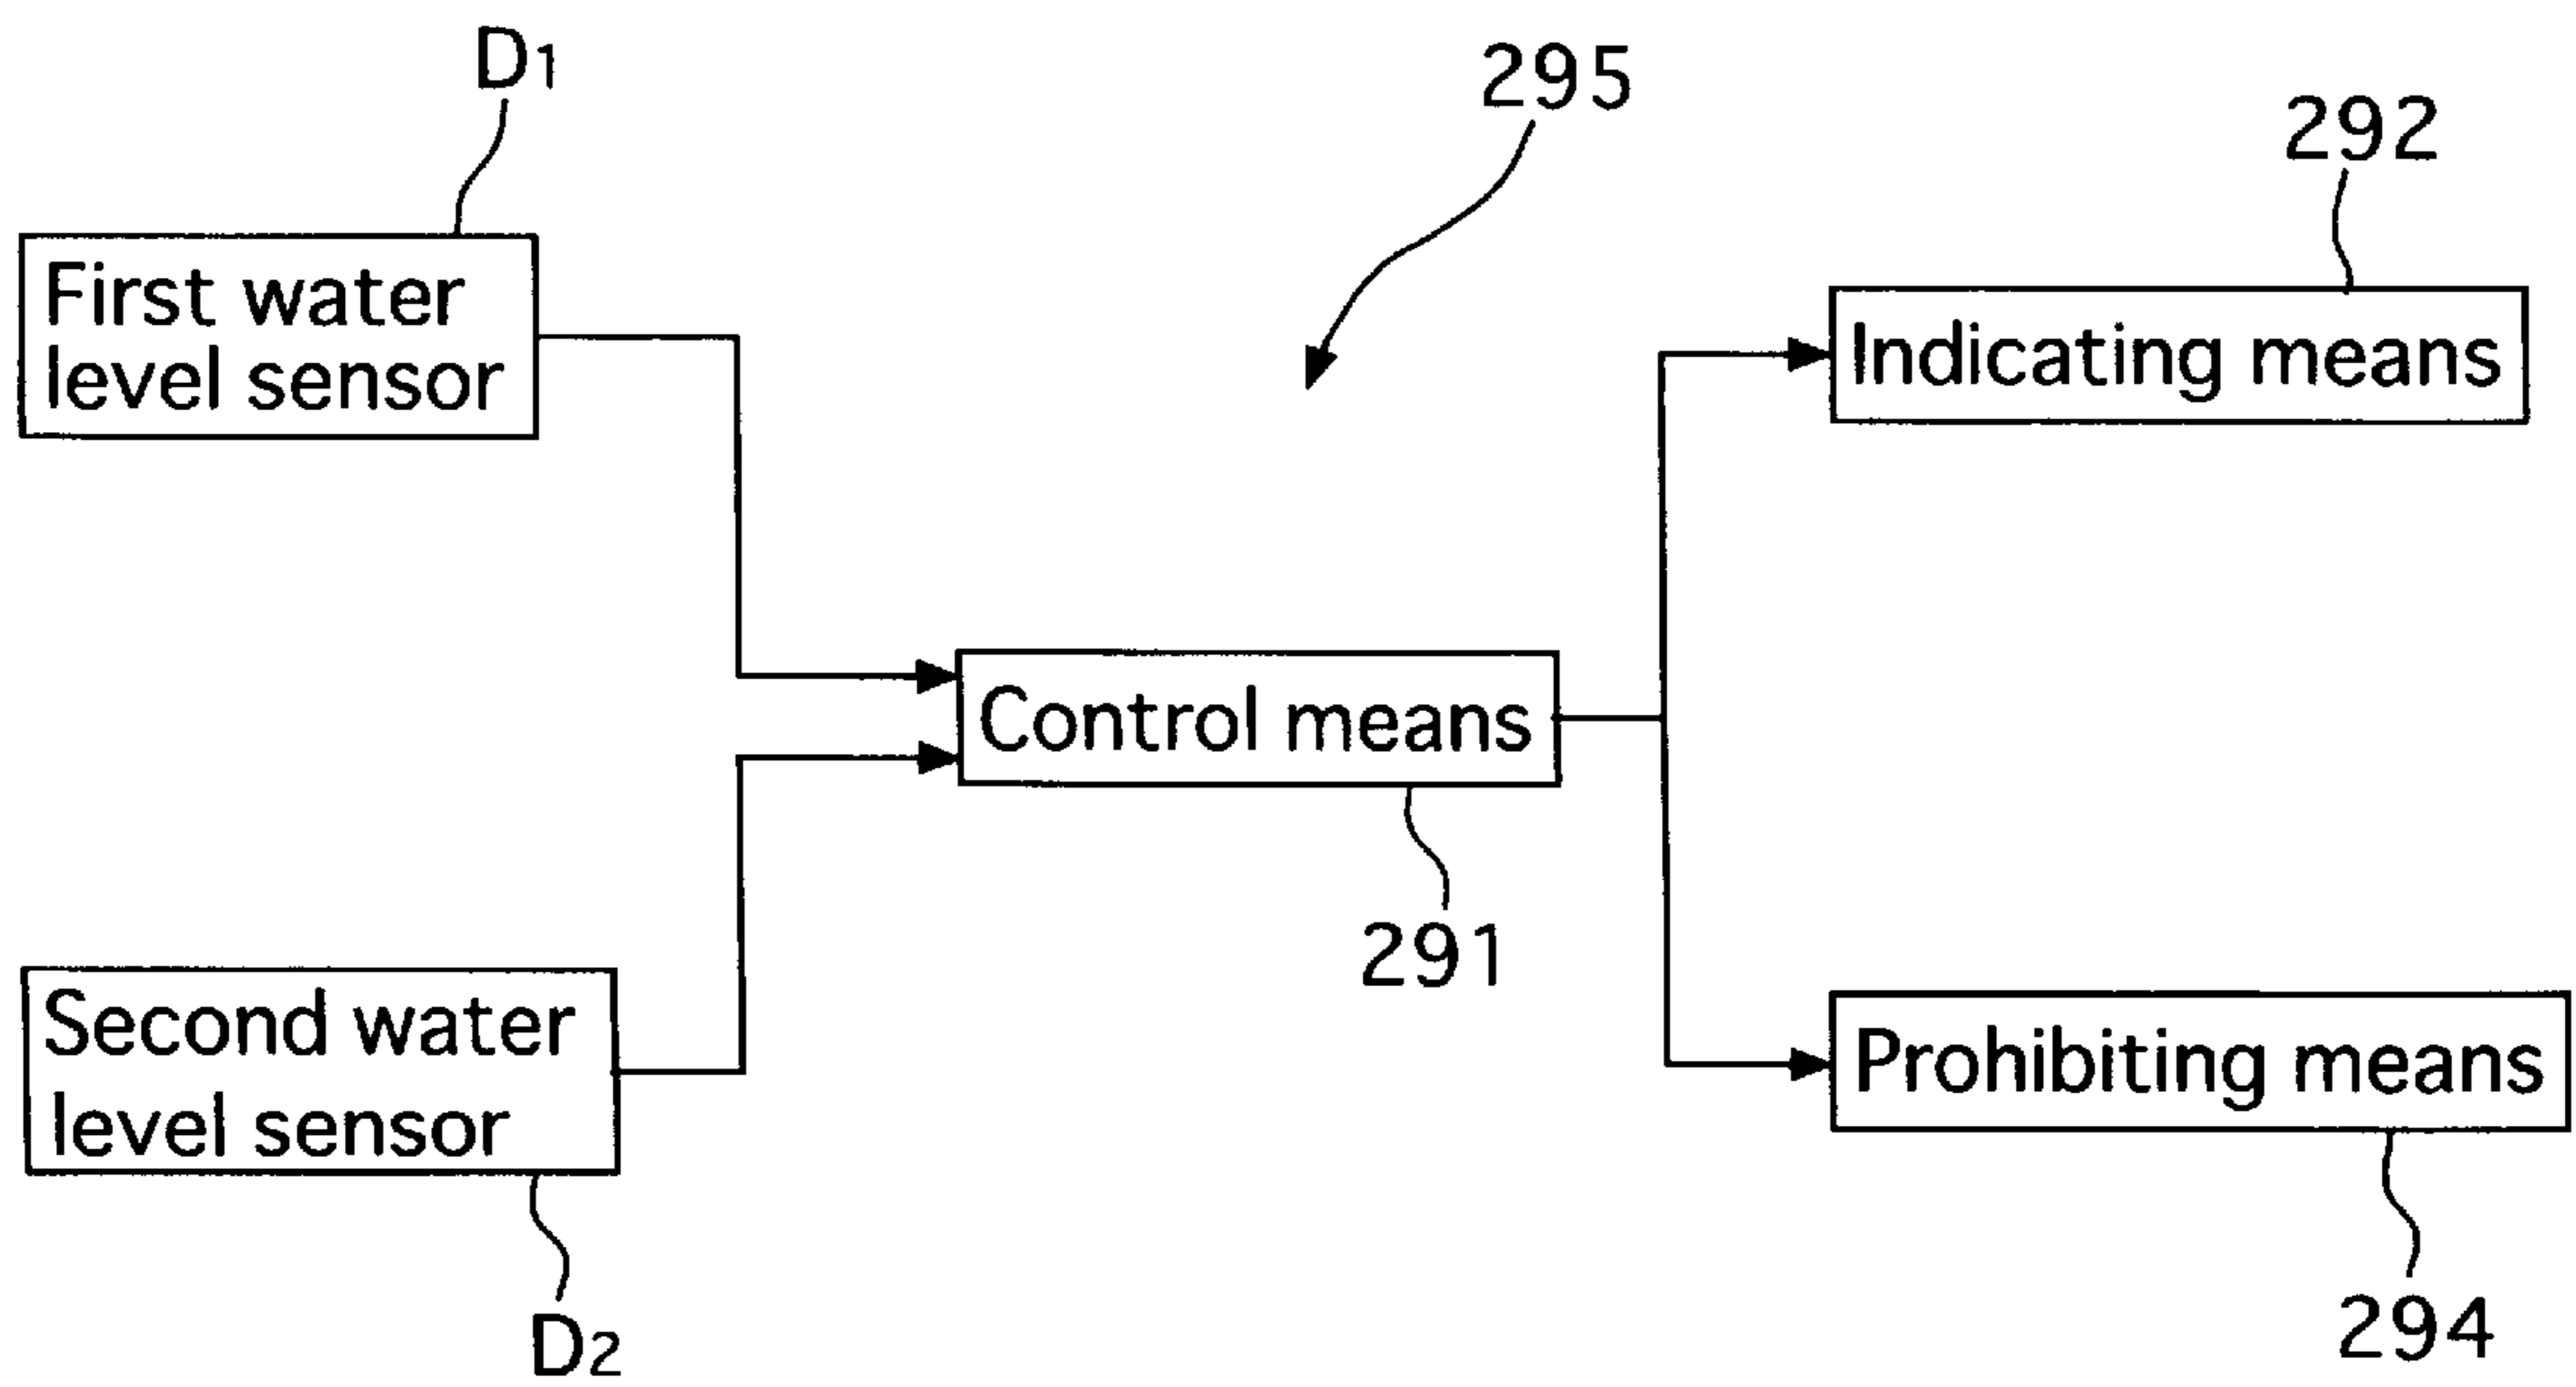 D1
295
292
First water
level sensor
Indicating means
Control means
291
Second water
level sensor
Prohibiting means
D2
294